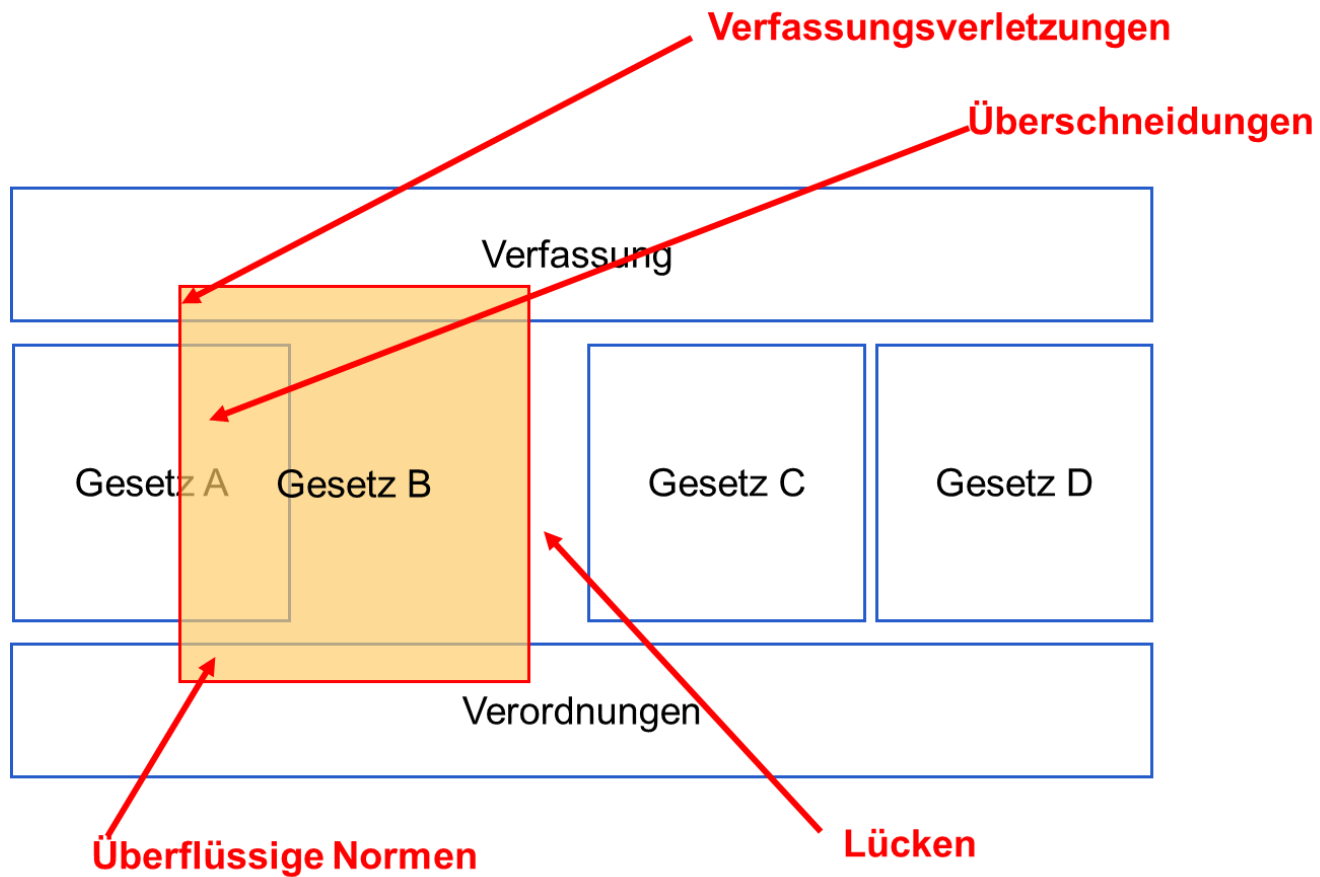 Verfassungsverletzungen
Überschneidungen
Verfassung
Gesetz A
Gesetz B
Gesetz C
Gesetz D
Verordnungen
Überflüssige Normen
Lücken